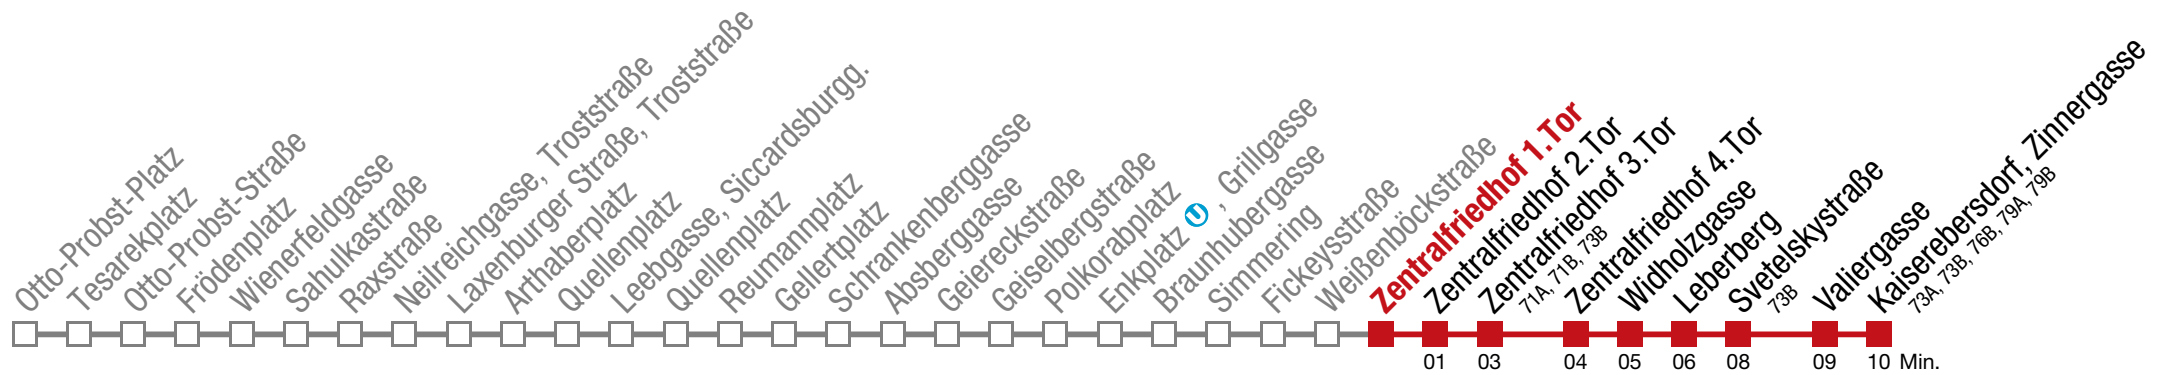 Otto-Probst-Platz
Tesarekplatz
Otto-Probst-Straße
Frödenplatz
Wienerfeldgasse
Sahulkastraße
Raxstraße
Neilreichgasse, Troststraße
Laxenburger Straße, Troststraße
Arthaberplatz
Quellenplatz
Leebgasse, Siccardsburgg.
Quellenplatz
Reumannplatz
Gellertplatz
Schrankenberggasse
Absberggasse
Geiereckstraße
Geiselbergstraße
Polkorabplatz
Enkplatz U, Grillgasse
Braunhubergasse
Simmering
Fickeysstraße
Weißenböckstraße
Zentralfriedhof 1.Tor
Zentralfriedhof 2.Tor
Zentralfriedhof 3.Tor
71A, 71B, 73B
Zentralfriedhof 4.Tor
Widholzgasse
Leberberg
Svetelskystraße
73B
Valiergasse
Kaiserebersdorf, Zinnergasse
73A, 73B, 76B, 79A, 79B
01 03 04 05 06 08 09 10 Min.